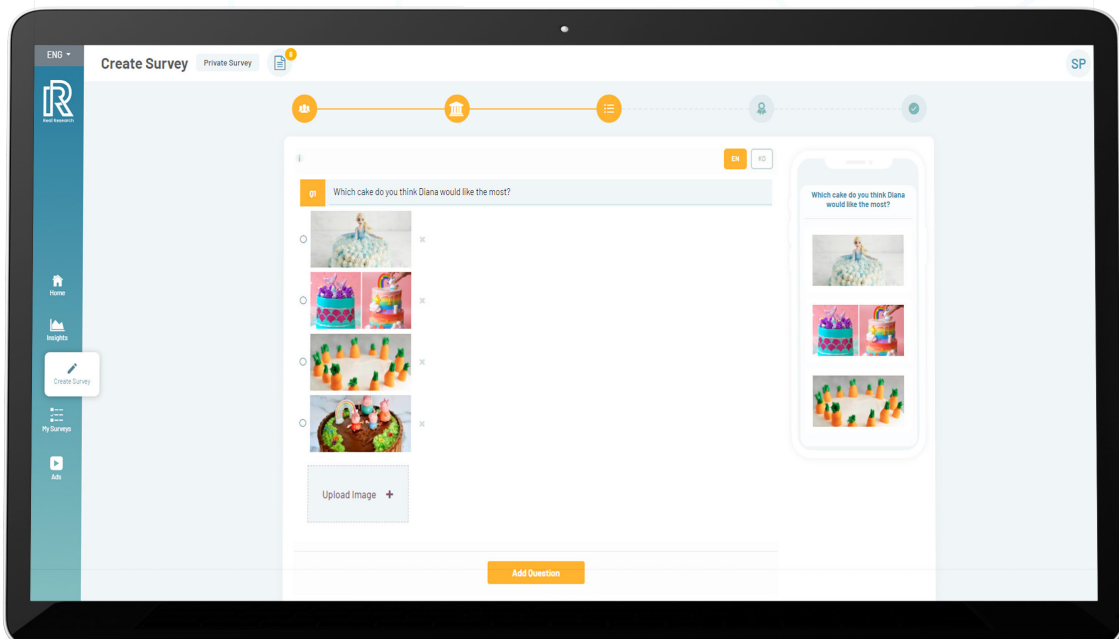 ENG
Create Survey
Private Survey
6
SP
R
Real Research
Home
Insights
Create Survey
My Surveys
Ads
i
EN
KO
Q1
Which cake do you think Diana would like the most?
Upload Image +
Add Question
Which cake do you think Diana
would like the most?